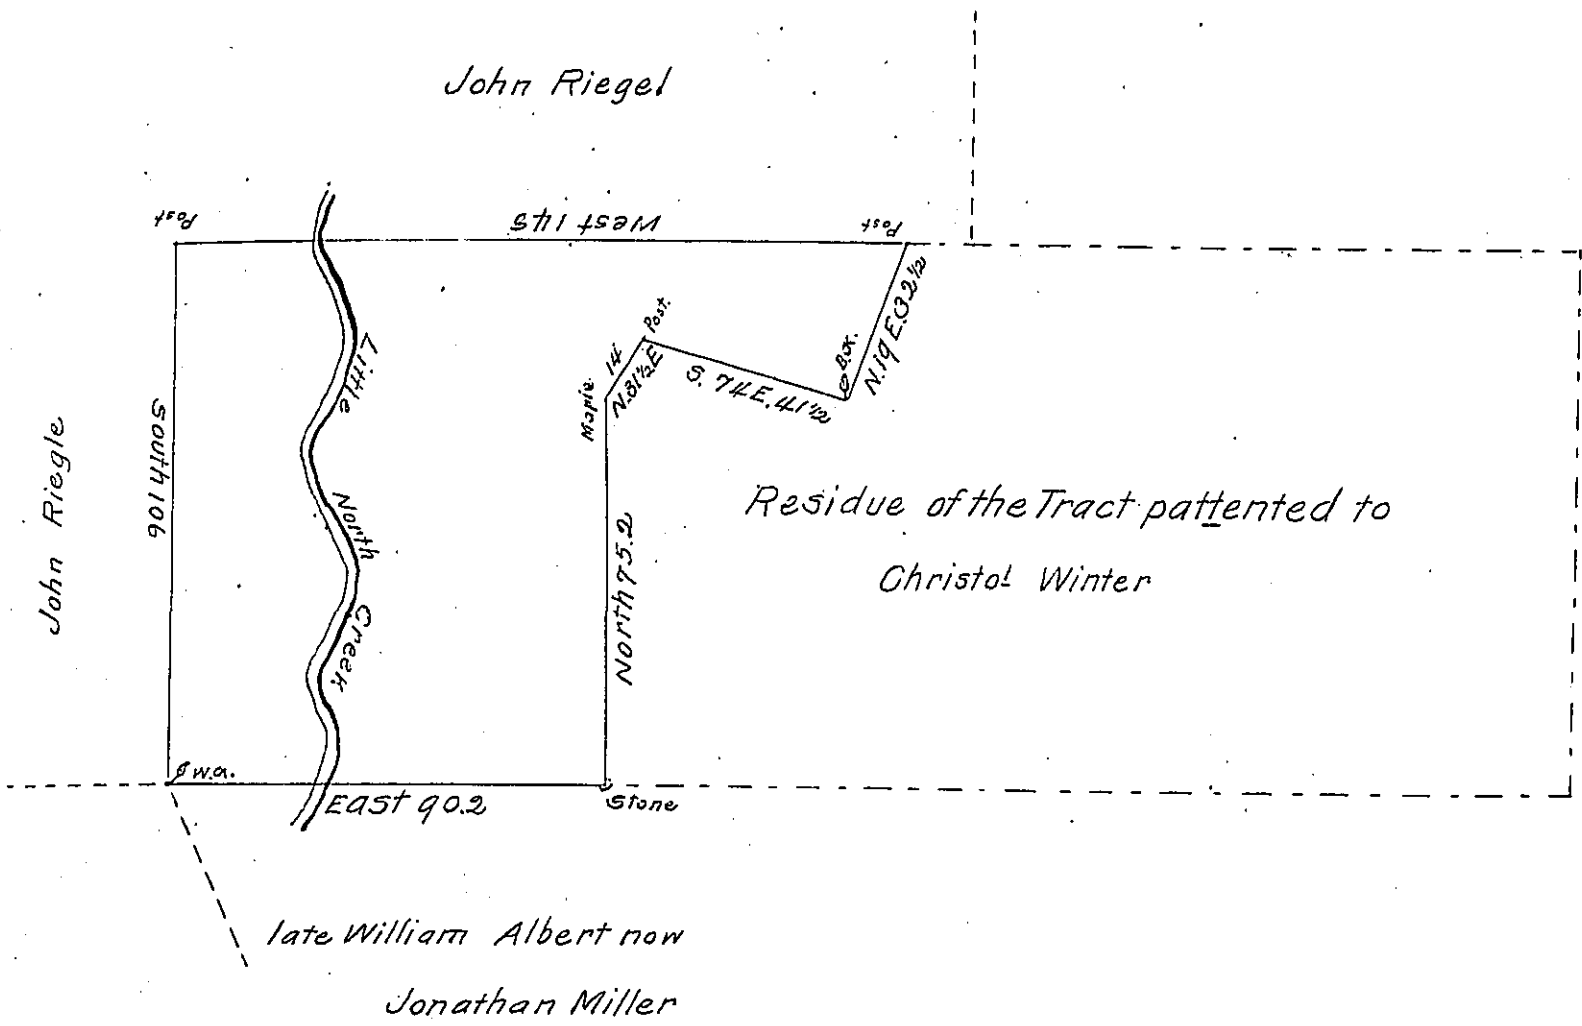 John Riegel
Post
West 145
Post
John Riegle
South 106
Little
North
Creek
Maple
14
N.31½E
Post.
S. 74E. 41½
B.O.
N.19 E.32½
North 75.2
Residue of the Tract pattented to
Christol Winter
W.O.
East 90.2
Stone
late William Albert now
Jonathan Miller